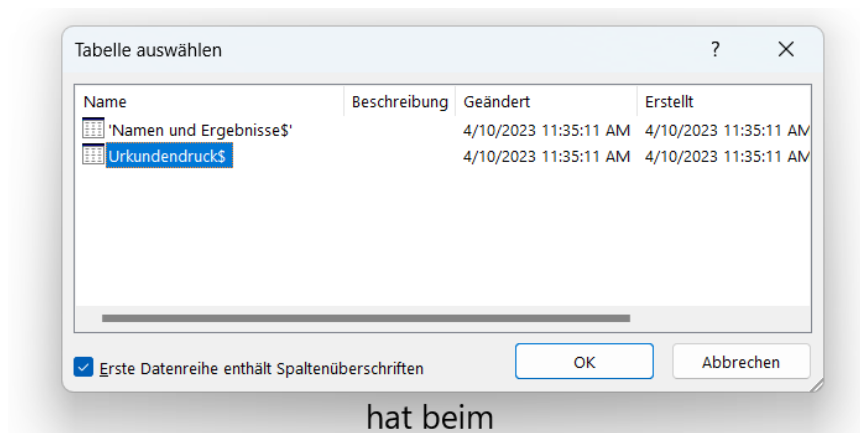 Tabelle auswählen ? X
Name Beschreibung Geändert Erstellt
'Namen und Ergebnisse$' 4/10/2023 11:35:11 AM 4/10/2023 11:35:11 AM
Urkundendruck$ 4/10/2023 11:35:11 AM 4/10/2023 11:35:11 AM
Erste Datenreihe enthält Spaltenüberschriften OK Abbrechen
hat beim